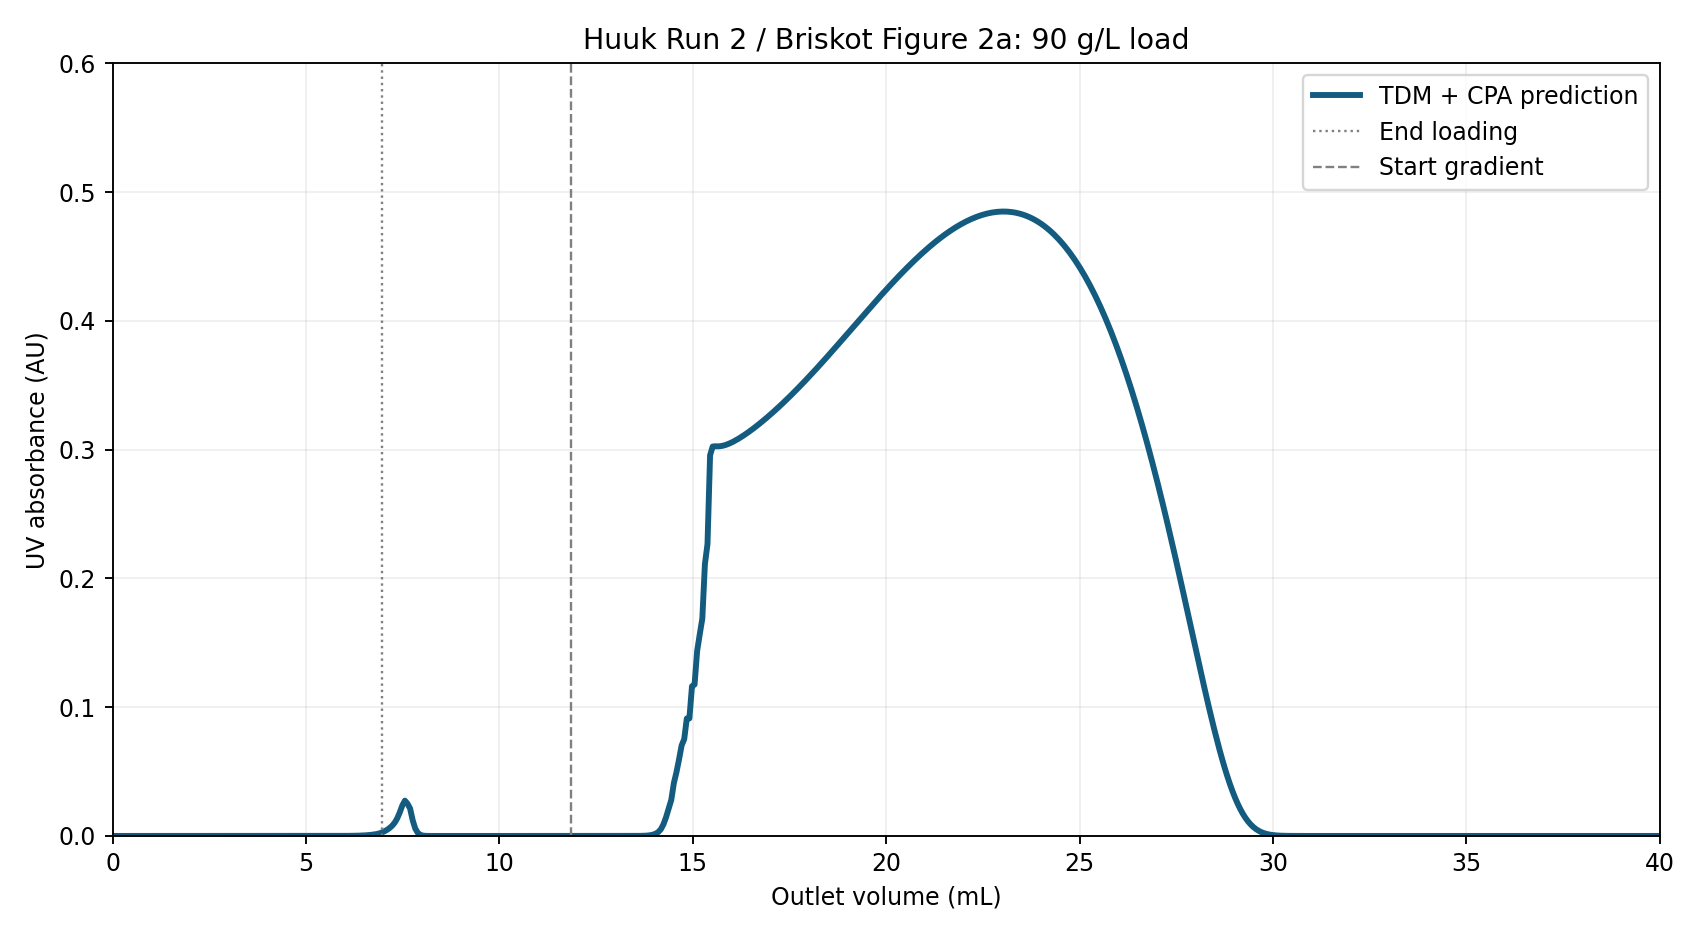 Huuk Run 2 / Briskot Figure 2a: 90 g/L load
TDM + CPA prediction
End loading
Start gradient
UV absorbance (AU)
0.6
0.5
0.4
0.3
0.2
0.1
0.0
0 5 10 15 20 25 30 35 40
Outlet volume (mL)